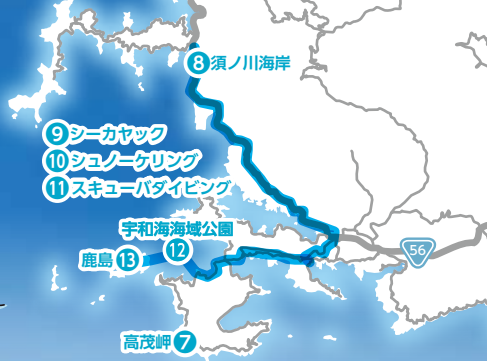 8 須ノ川海岸
9 シーカヤック
10 シュノーケリング
11 スキューバダイビング
宇和海海域公園
12
鹿島 13
56
高茂岬 7